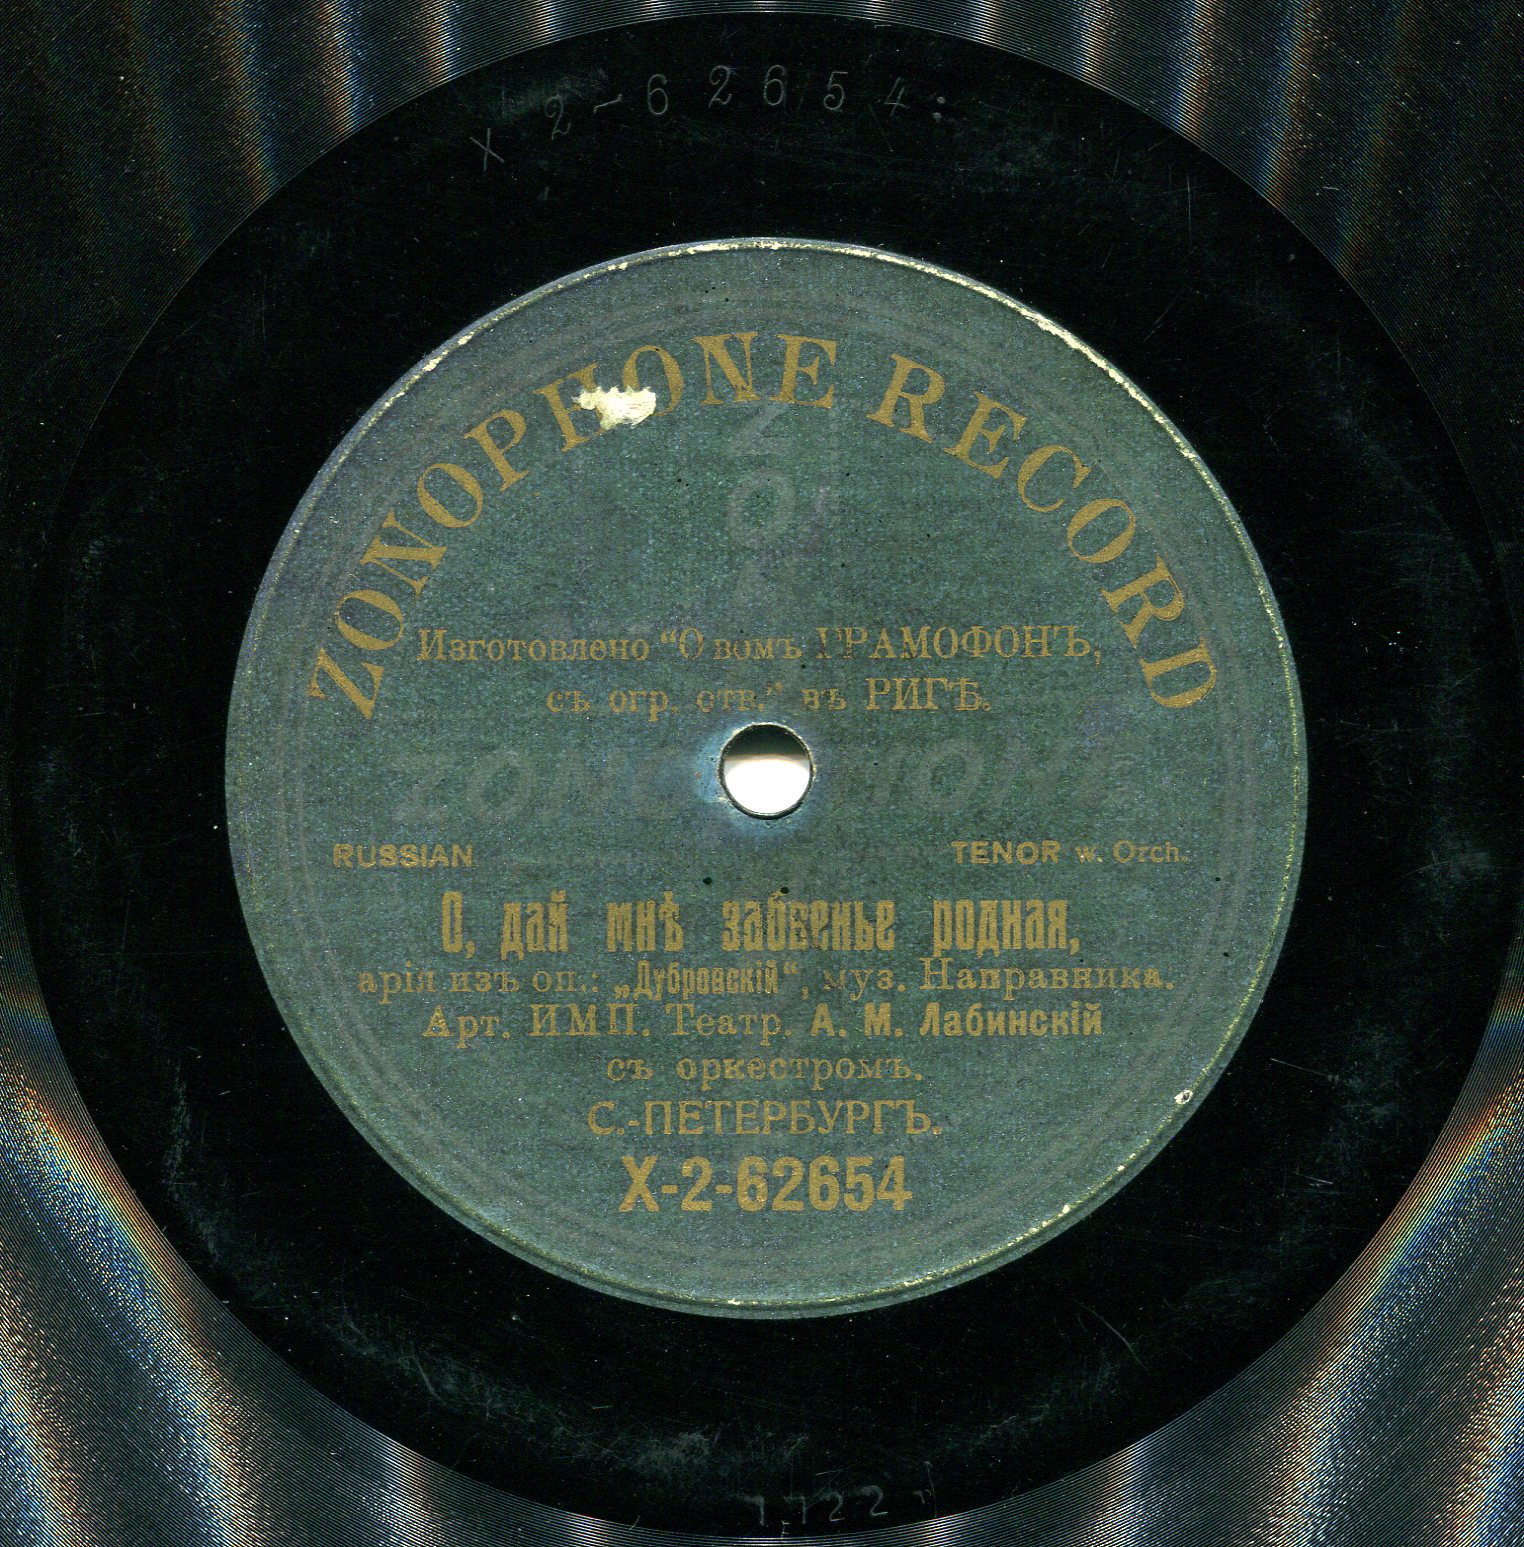 X 2-62654.
ZONOPHONE RECORD
Изготовлено “О вомъ ГРАМОФОНЪ,
съ огр. отв.” въ РИГѢ.
ZONOPHONE
RUSSIAN
TENOR w. Orch.
О, дай мнѣ забвенье родная,
арія изъ оп.: „Дубровскій“, муз. Направника.
Арт. ИМП. Театр. А. М. Лабинскій
съ оркестромъ.
С.-ПЕТЕРБУРГЪ.
X-2-62654